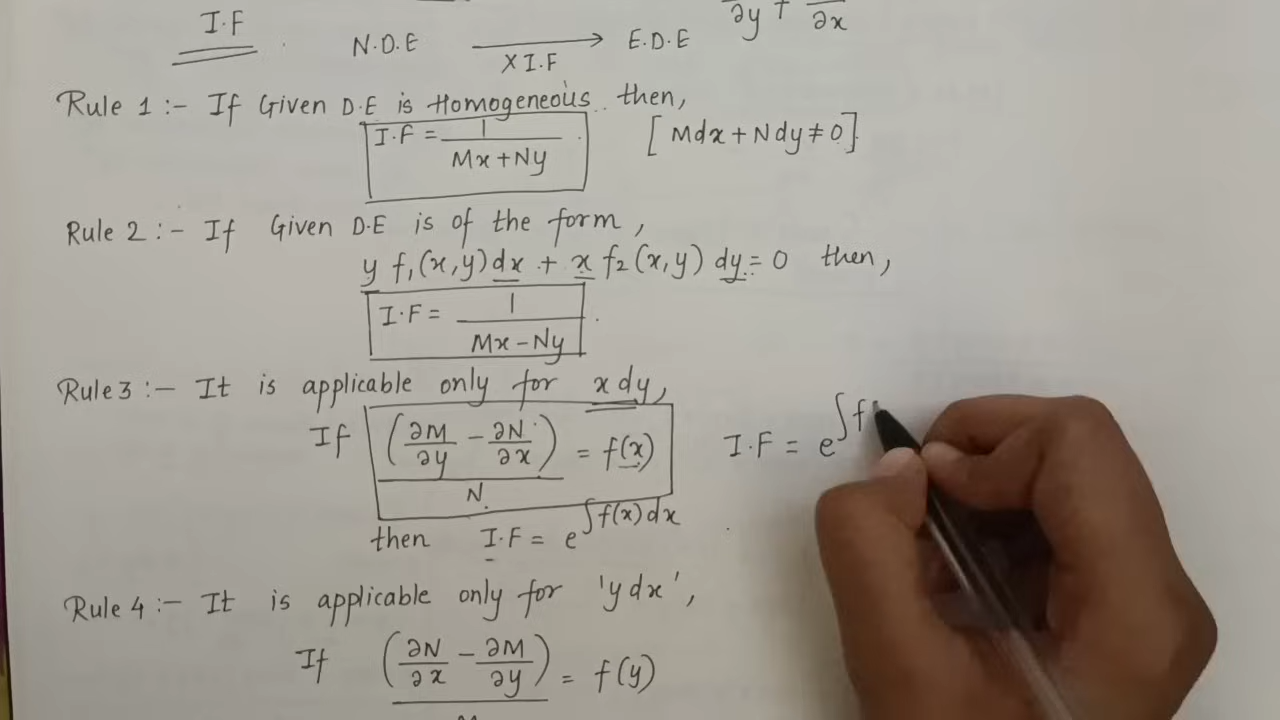 I.F N.D.E → E.D.E ∂y + ∂x
X I.F
Rule 1 :- If Given D.E is Homogeneous then,
I.F = 1/(Mx + Ny) [Mdx + Ndy ≠ 0]
Rule 2 :- If Given D.E is of the form,
y f₁(x,y) dx + x f₂(x,y) dy = 0 then,
I.F = 1/(Mx - Ny)
Rule 3 :- It is applicable only for x dy,
If (∂M/∂y - ∂N/∂x)/N = f(x) I.F = e^∫f
then I.F = e^∫f(x)dx
Rule 4 :- It is applicable only for 'y dx',
If (∂N/∂x - ∂M/∂y) = f(y)